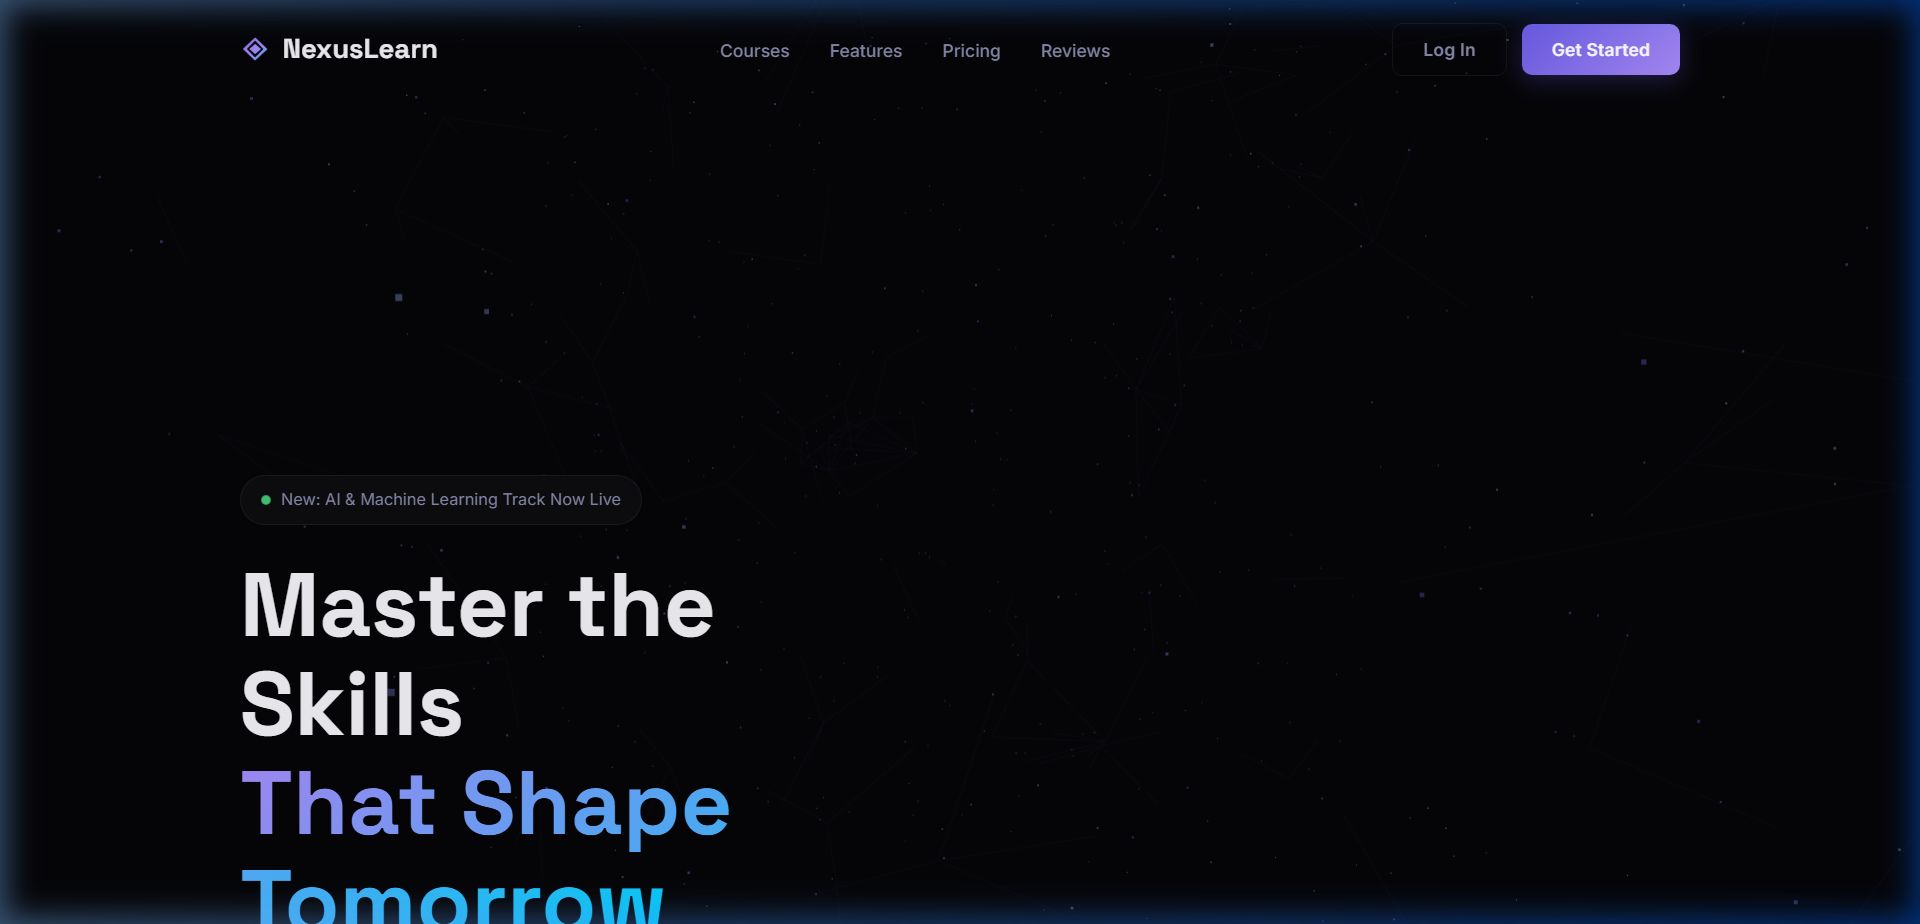 NexusLearn
Courses
Features
Pricing
Reviews
Log In
Get Started
New: AI & Machine Learning Track Now Live
Master the
Skills
That Shape
Tomorrow